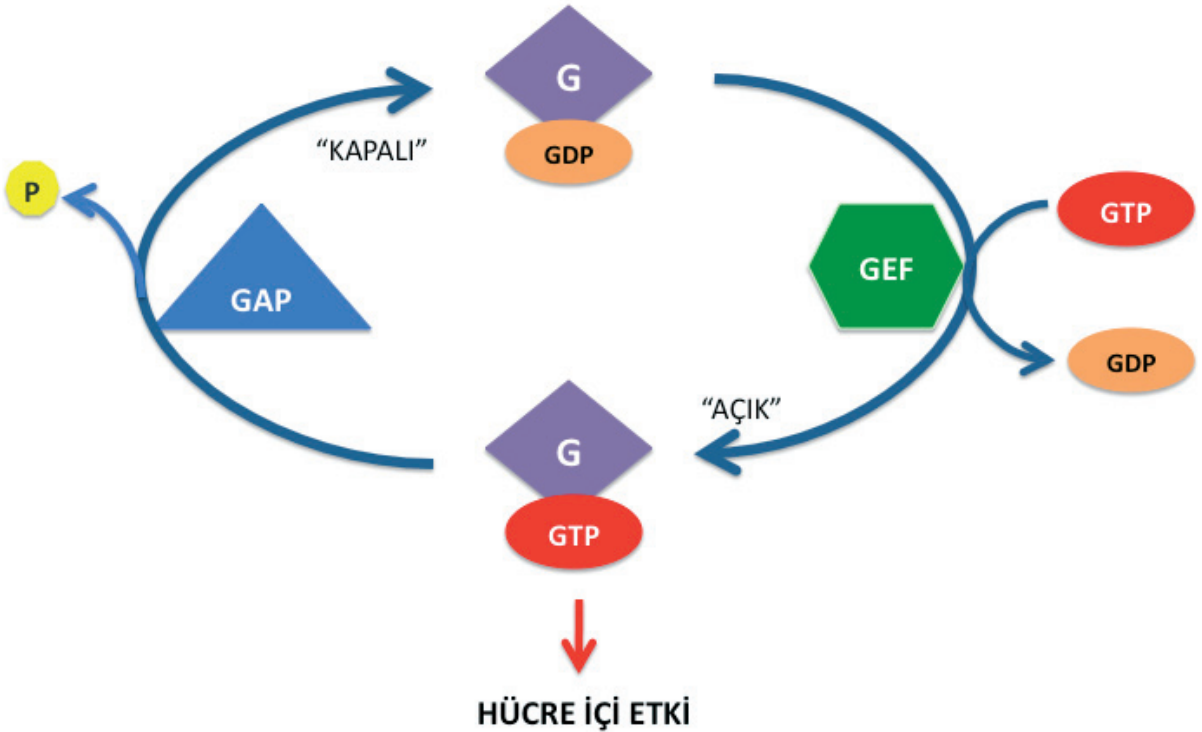 G
GDP
“KAPALI”
P
GTP
GAP
GEF
GDP
“AÇIK”
G
GTP
HÜCRE İÇİ ETKİ